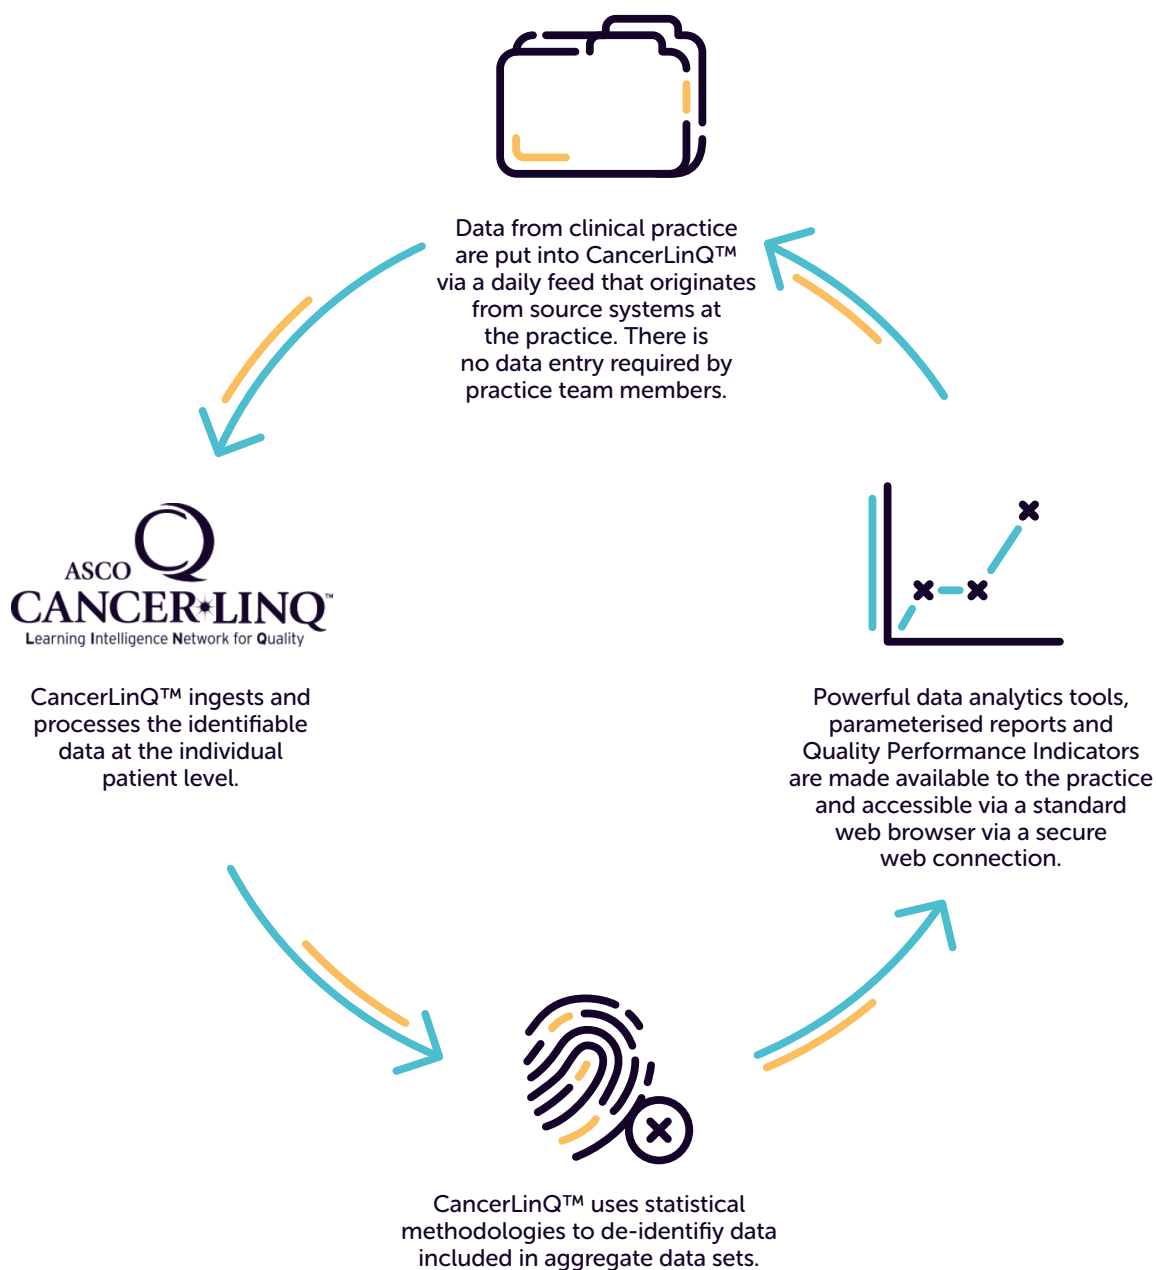 Data from clinical practice
are put into CancerLinQ™
via a daily feed that originates
from source systems at
the practice. There is
no data entry required by
practice team members.
ASCO
CANCER LINQ™
Learning Intelligence Network for Quality
CancerLinQ™ ingests and
processes the identifiable
data at the individual
patient level.
Powerful data analytics tools,
parameterised reports and
Quality Performance Indicators
are made available to the practice
and accessible via a standard
web browser via a secure
web connection.
CancerLinQ™ uses statistical
methodologies to de-identifiy data
included in aggregate data sets.